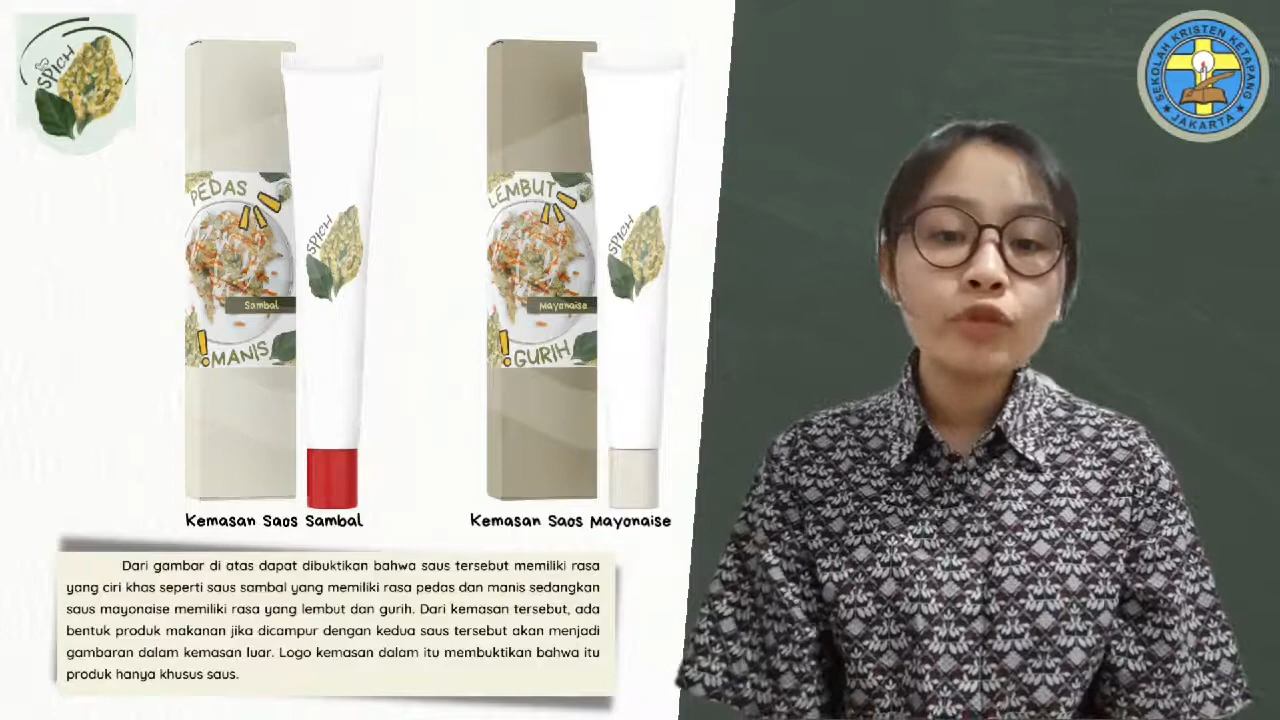 SPICH
SEKOLAH KRISTEN KETAPANG
★ JAKARTA ★
PEDAS
Sambal
MANIS
SPICH
LEMBUT
Mayonaise
GURIH
SPICH
Kemasan Saos Sambal
Kemasan Saos Mayonaise
Dari gambar di atas dapat dibuktikan bahwa saus tersebut memiliki rasa
yang ciri khas seperti saus sambal yang memiliki rasa pedas dan manis sedangkan
saus mayonaise memiliki rasa yang lembut dan gurih. Dari kemasan tersebut, ada
bentuk produk makanan jika dicampur dengan kedua saus tersebut akan menjadi
gambaran dalam kemasan luar. Logo kemasan dalam itu membuktikan bahwa itu
produk hanya khusus saus.